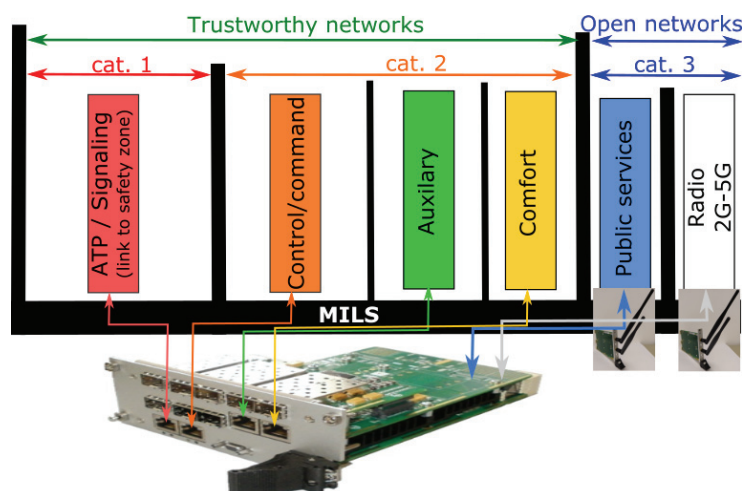 Trustworthy networks
Open networks
cat. 1
cat. 2
cat. 3
ATP / Signaling
(link to safety zone)
Control/command
Auxilary
Comfort
Public services
Radio
2G-5G
MILS